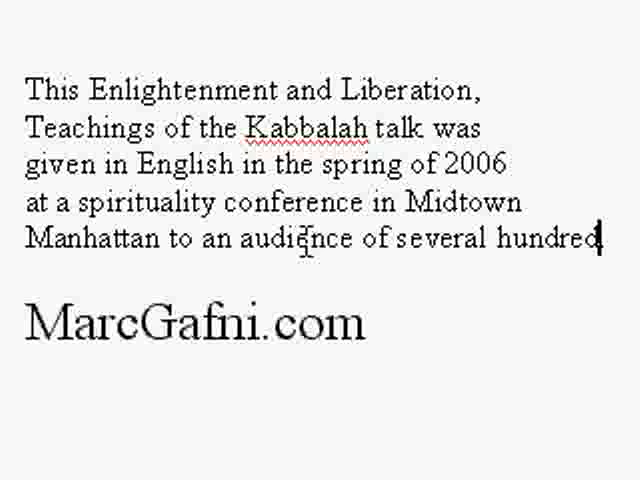 This Enlightenment and Liberation,
Teachings of the Kabbalah talk was
given in English in the spring of 2006
at a spirituality conference in Midtown
Manhattan to an audience of several hundred.
MarcGafni.com